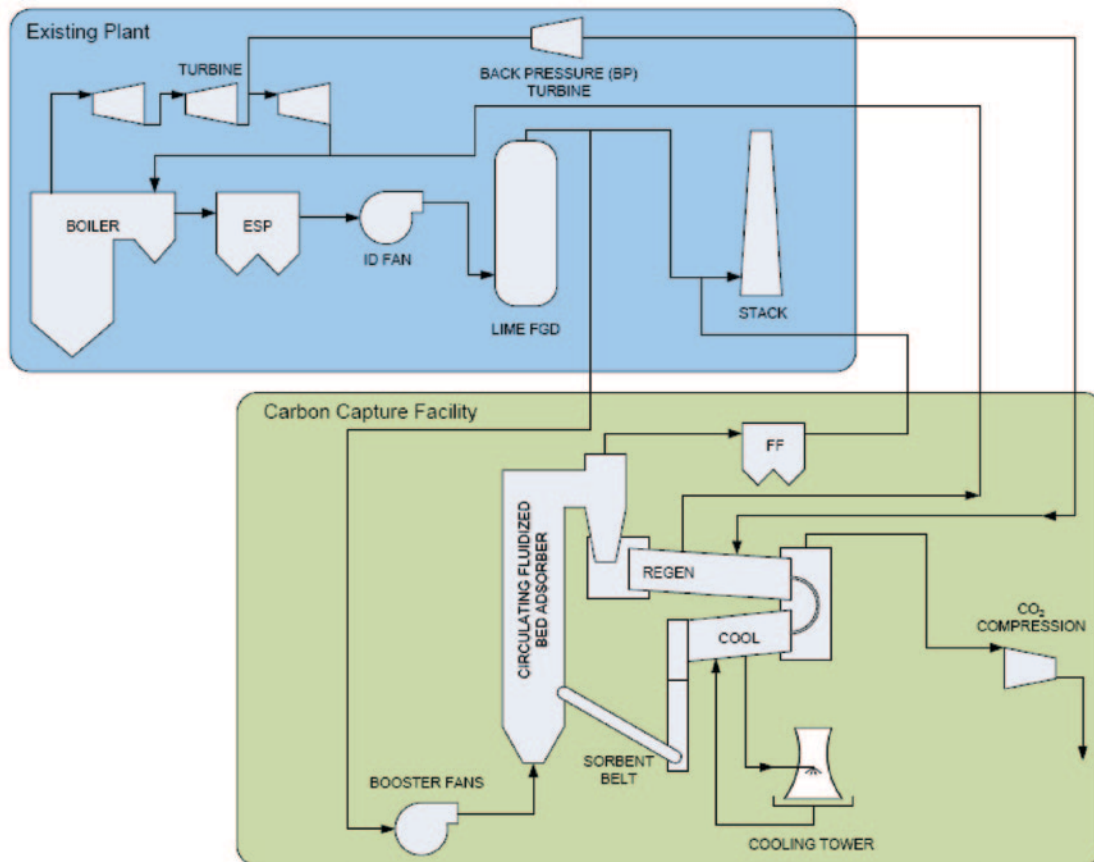 Existing Plant
TURBINE
BACK PRESSURE (BP)
TURBINE
BOILER
ESP
ID FAN
LIME FGD
STACK
Carbon Capture Facility
FF
CIRCULATING FLUIDIZED
BED ADSORBER
REGEN
COOL
CO₂
COMPRESSION
SORBENT
BELT
BOOSTER FANS
COOLING TOWER